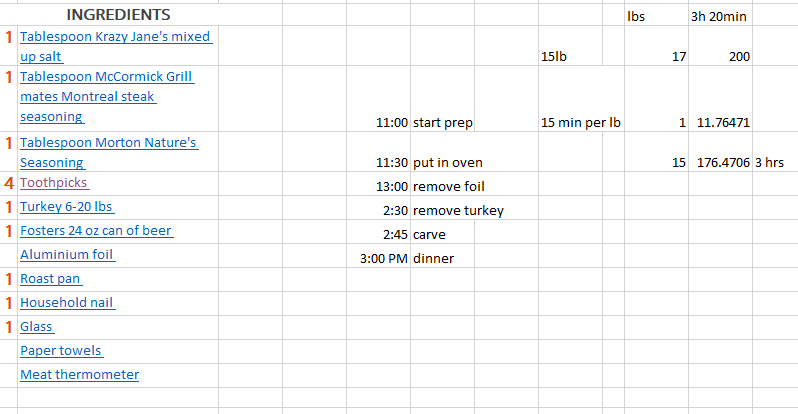 INGREDIENTS lbs 3h 20min
1 Tablespoon Krazy Jane's mixed
up salt 15lb 17 200
1 Tablespoon McCormick Grill
mates Montreal steak
seasoning
11:00 start prep 15 min per lb 1 11.76471
1 Tablespoon Morton Nature's
Seasoning 11:30 put in oven 15 176.4706 3 hrs
4 Toothpicks 13:00 remove foil
1 Turkey 6-20 lbs 2:30 remove turkey
1 Fosters 24 oz can of beer 2:45 carve
Aluminium foil 3:00 PM dinner
1 Roast pan
1 Household nail
1 Glass
Paper towels
Meat thermometer